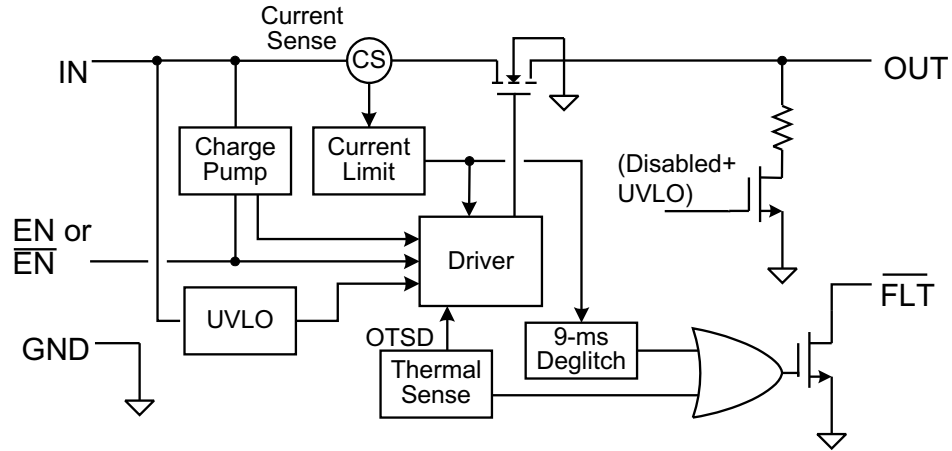 Current
Sense
IN
CS
OUT
Charge
Pump
Current
Limit
(Disabled+
UVLO)
EN or
EN
Driver
FLT
UVLO
GND
OTSD
9-ms
Deglitch
Thermal
Sense